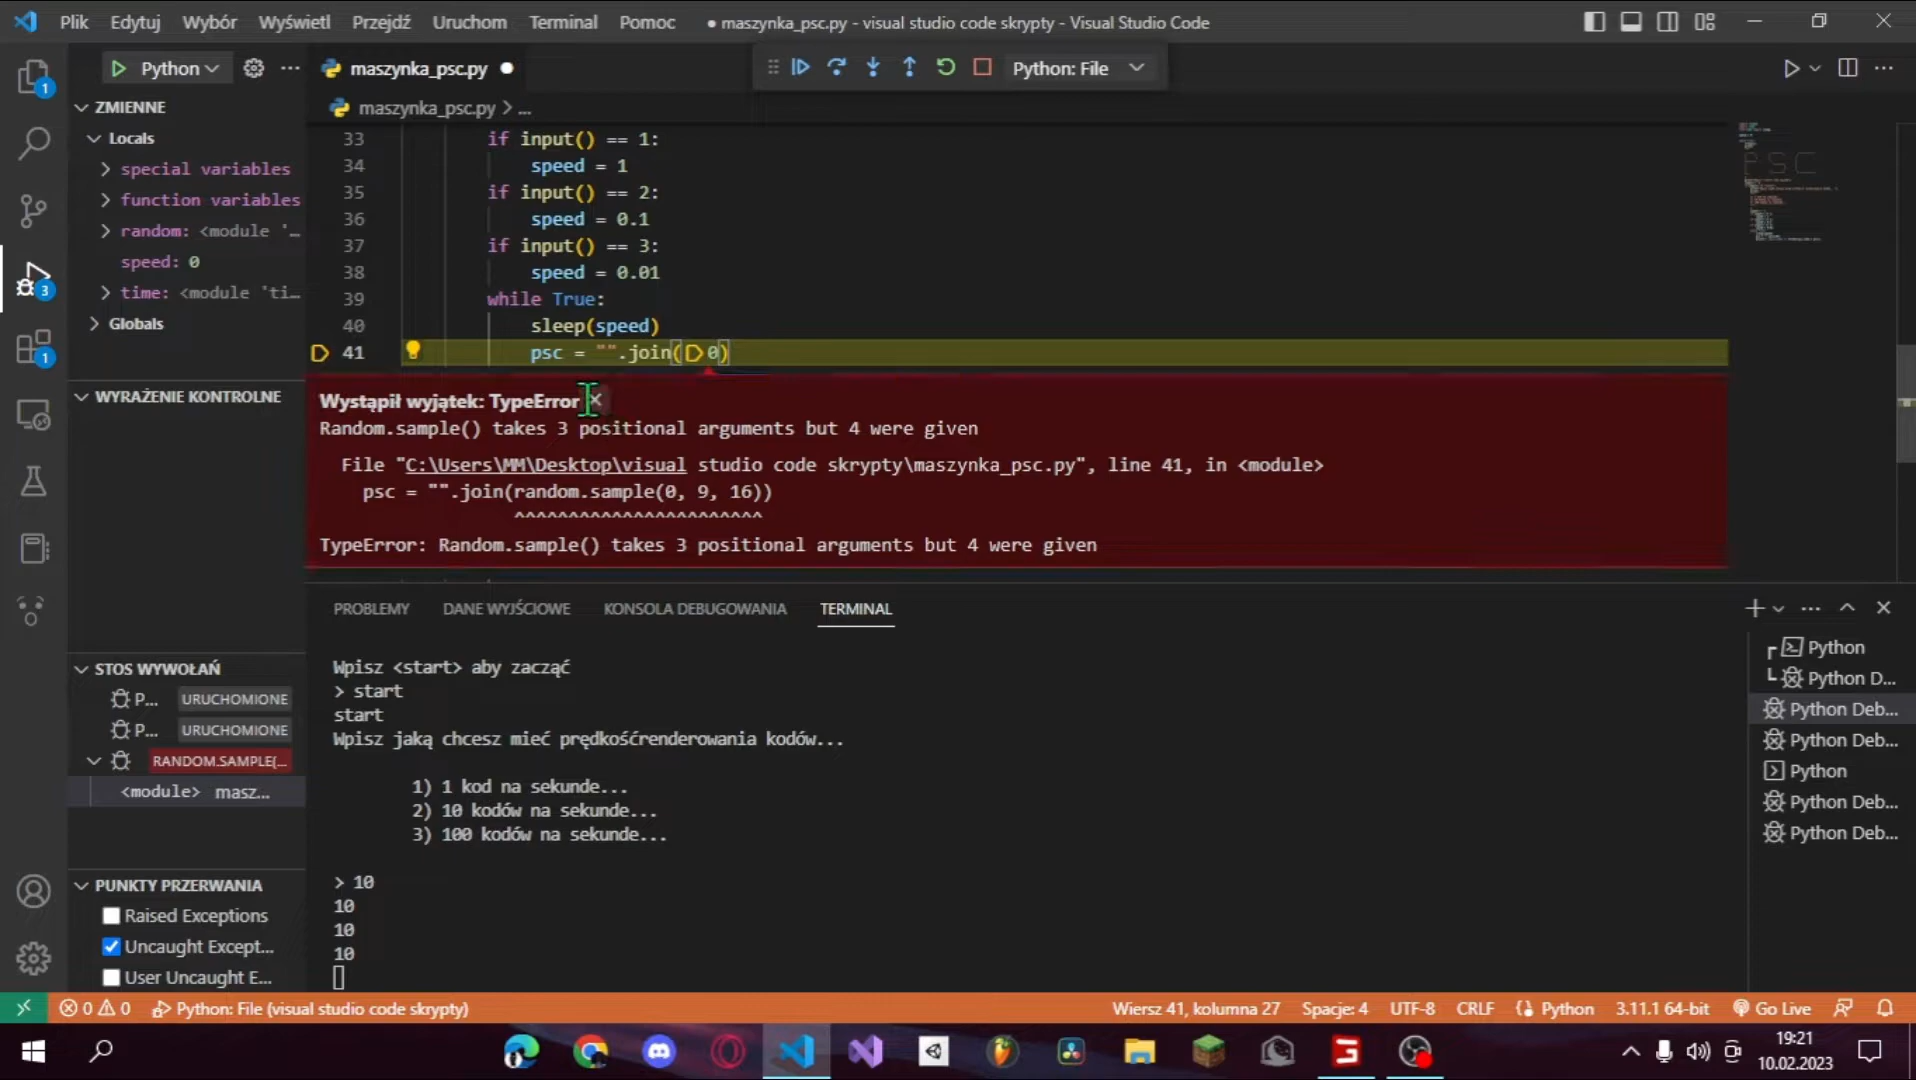 Plik Edytuj Wybór Wyświetl Przejdź Uruchom Terminal Pomoc
● maszynka_psc.py - visual studio code skrypty - Visual Studio Code
Python
maszynka_psc.py
Python: File
maszynka_psc.py > ...
ZMIENNE
Locals
special variables
function variables
random: <module '…
speed: 0
time: <module 'ti…
Globals
WYRAŻENIE KONTROLNE
STOS WYWOŁAŃ
P... URUCHOMIONE
P... URUCHOMIONE
RANDOM.SAMPLE(...
<module> masz...
PUNKTY PRZERWANIA
Raised Exceptions
Uncaught Except...
User Uncaught E...
1
3
1
33 if input() == 1:
34 speed = 1
35 if input() == 2:
36 speed = 0.1
37 if input() == 3:
38 speed = 0.01
39 while True:
40 sleep(speed)
41 psc = "".join(0)
Wystąpił wyjątek: TypeError
Random.sample() takes 3 positional arguments but 4 were given
File "C:\Users\MM\Desktop\visual studio code skrypty\maszynka_psc.py", line 41, in <module>
psc = "".join(random.sample(0, 9, 16))
^^^^^^^^^^^^^^^^^^^^^^^
TypeError: Random.sample() takes 3 positional arguments but 4 were given
PROBLEMY DANE WYJŚCIOWE KONSOLA DEBUGOWANIA TERMINAL
Wpisz <start> aby zacząć
> start
start
Wpisz jaką chcesz mieć prędkośćrenderowania kodów...
1) 1 kod na sekunde...
2) 10 kodów na sekunde...
3) 100 kodów na sekunde...
> 10
10
10
10
Python
Python D...
Python Deb...
Python Deb...
Python
Python Deb...
Python Deb...
0 0 Python: File (visual studio code skrypty)
Wiersz 41, kolumna 27 Spacje: 4 UTF-8 CRLF Python 3.11.1 64-bit Go Live
19:21
10.02.2023